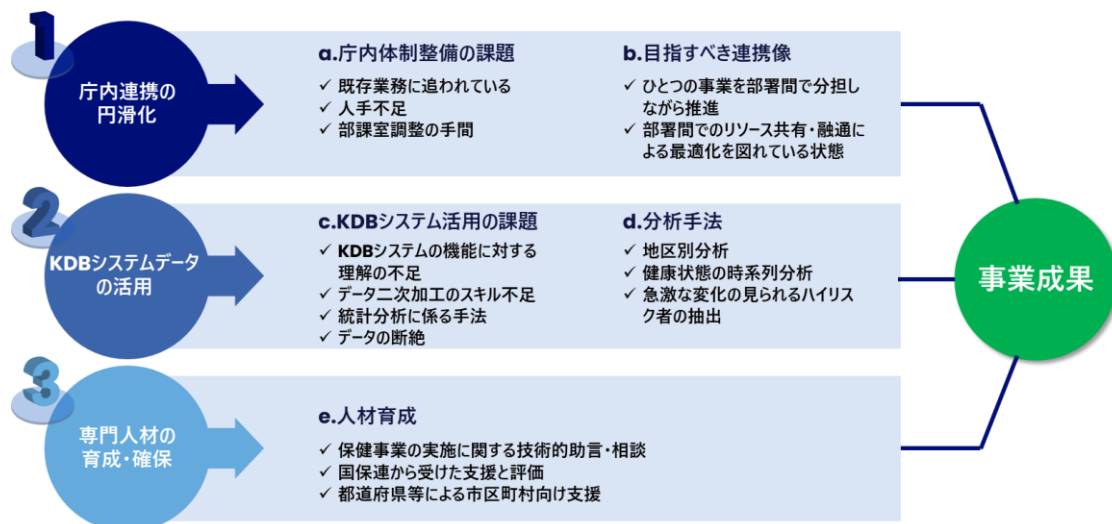 1
庁内連携の
円滑化
a.庁内体制整備の課題
✓ 既存業務に追われている
✓ 人手不足
✓ 部課室調整の手間
b.目指すべき連携像
✓ ひとつの事業を部署間で分担し
ながら推進
✓ 部署間でのリソース共有・融通に
よる最適化を図れている状態
2
KDBシステムデータ
の活用
c.KDBシステム活用の課題
✓ KDBシステムの機能に対する
理解の不足
✓ データ二次加工のスキル不足
✓ 統計分析に係る手法
✓ データの断絶
d.分析手法
✓ 地区別分析
✓ 健康状態の時系列分析
✓ 急激な変化の見られるハイリス
ク者の抽出
3
専門人材の
育成・確保
e.人材育成
✓ 保健事業の実施に関する技術的助言・相談
✓ 国保連から受けた支援と評価
✓ 都道府県等による市区町村向け支援
事業成果